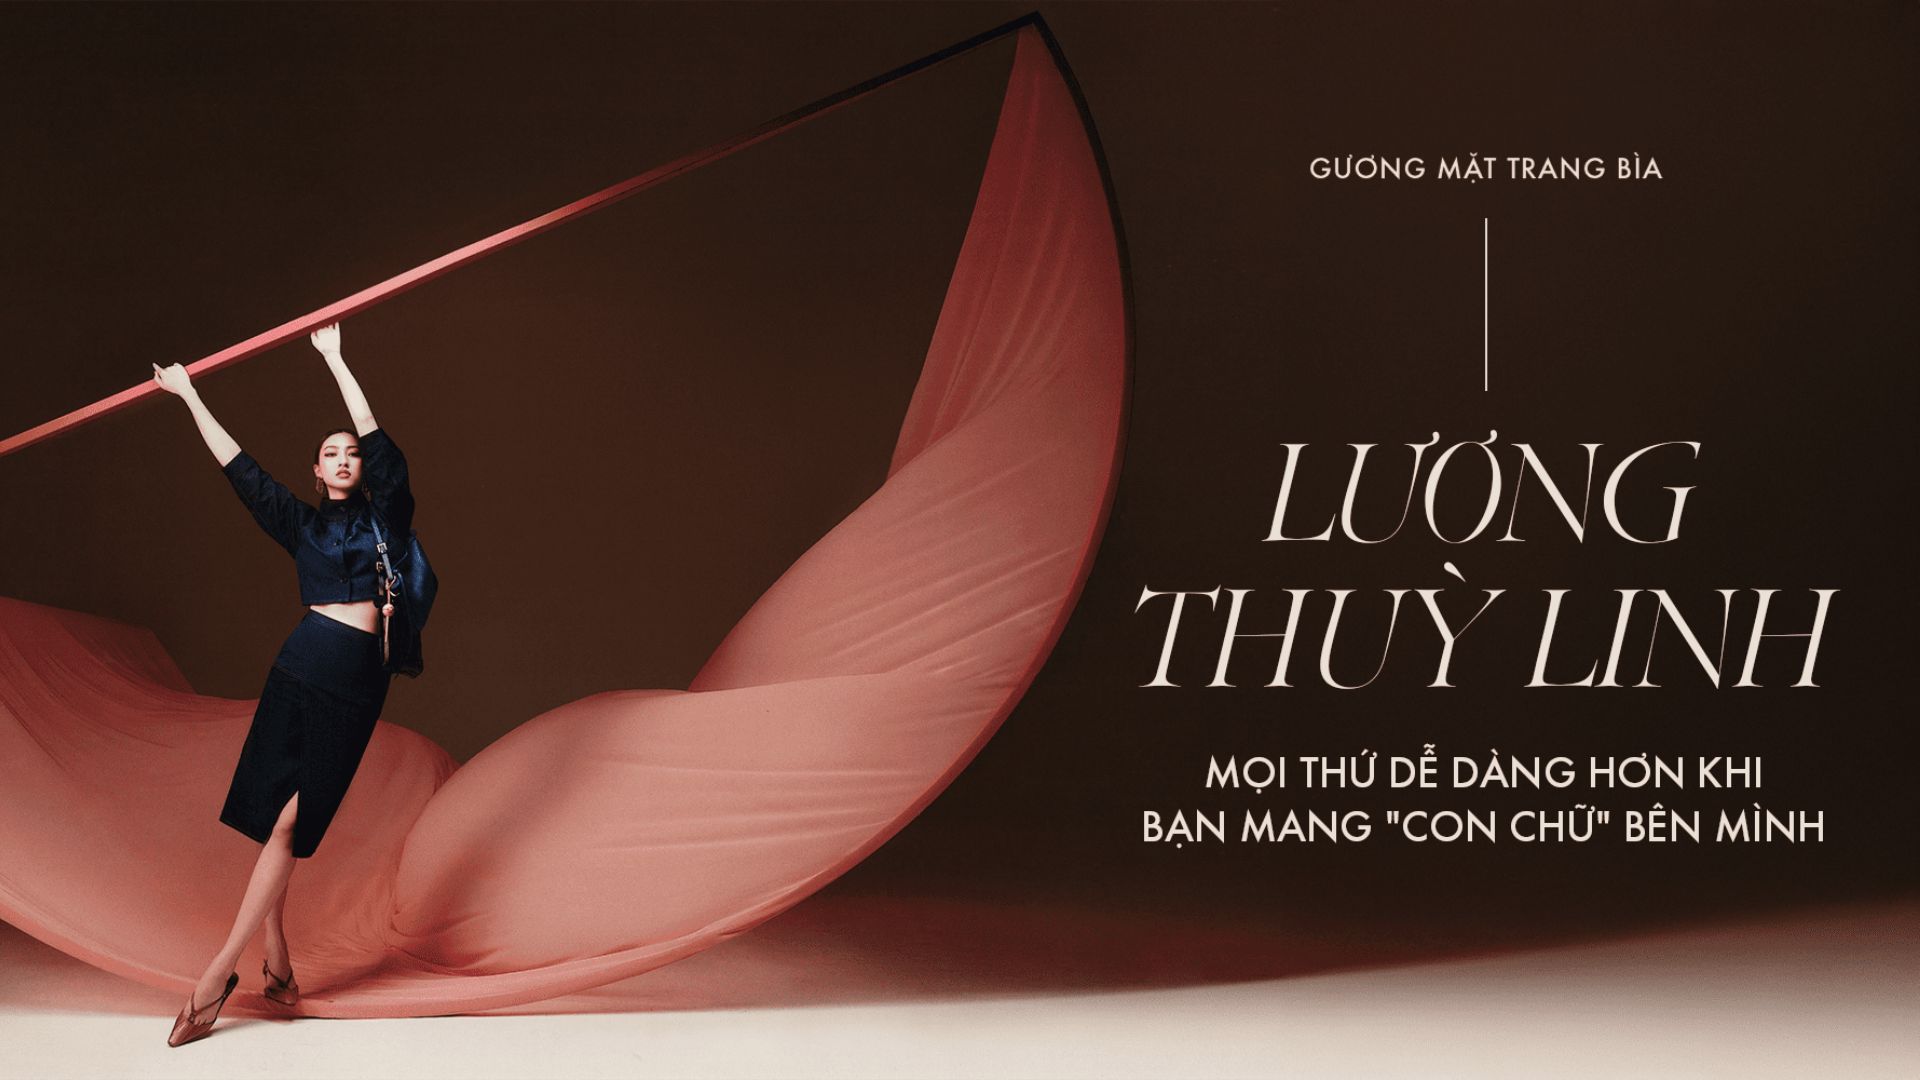 GƯƠNG MẶT TRANG BÌA
LƯƠNG
THUỲ LINH
MỌI THỨ DỄ DÀNG HƠN KHI
BẠN MANG "CON CHỮ" BÊN MÌNH